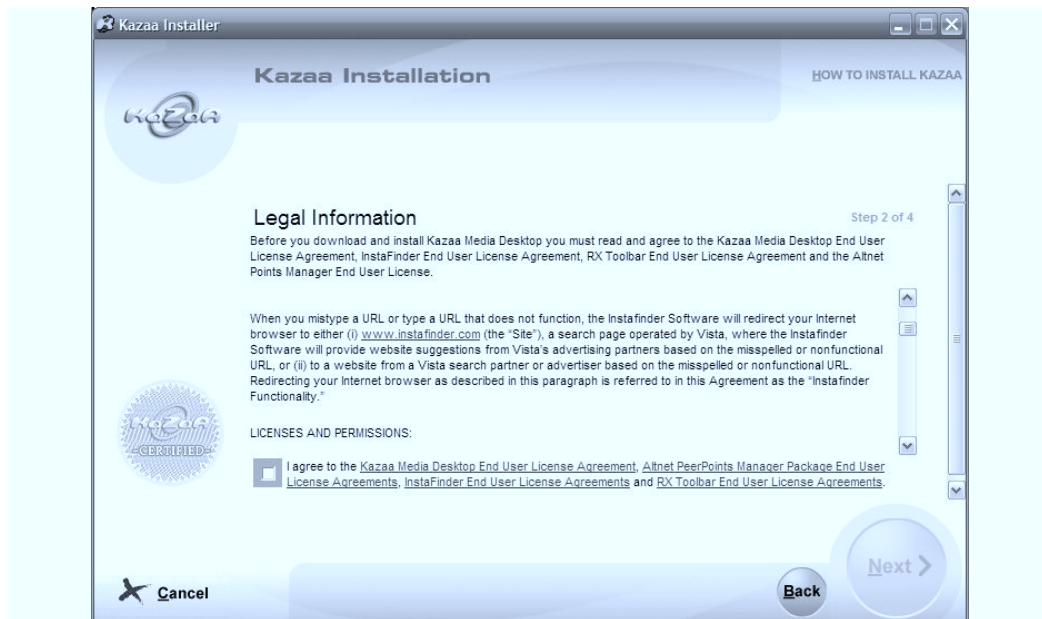 Kazaa Installer
Kazaa Installation
HOW TO INSTALL KAZAA
KaZaA
Legal Information
Step 2 of 4
Before you download and install Kazaa Media Desktop you must read and agree to the Kazaa Media Desktop End User
License Agreement, InstaFinder End User License Agreement, RX Toolbar End User License Agreement and the Altnet
Points Manager End User License.
When you mistype a URL or type a URL that does not function, the Instafinder Software will redirect your Internet
browser to either (i) www.instafinder.com (the “Site”), a search page operated by Vista, where the Instafinder
Software will provide website suggestions from Vista’s advertising partners based on the misspelled or nonfunctional
URL, or (ii) to a website from a Vista search partner or advertiser based on the misspelled or nonfunctional URL.
Redirecting your Internet browser as described in this paragraph is referred to in this Agreement as the “Instafinder
Functionality.”
LICENSES AND PERMISSIONS:
KaZaA
CERTIFIED
I agree to the Kazaa Media Desktop End User License Agreement, Altnet PeerPoints Manager Package End User
License Agreements, InstaFinder End User License Agreements and RX Toolbar End User License Agreements.
Next
Cancel
Back